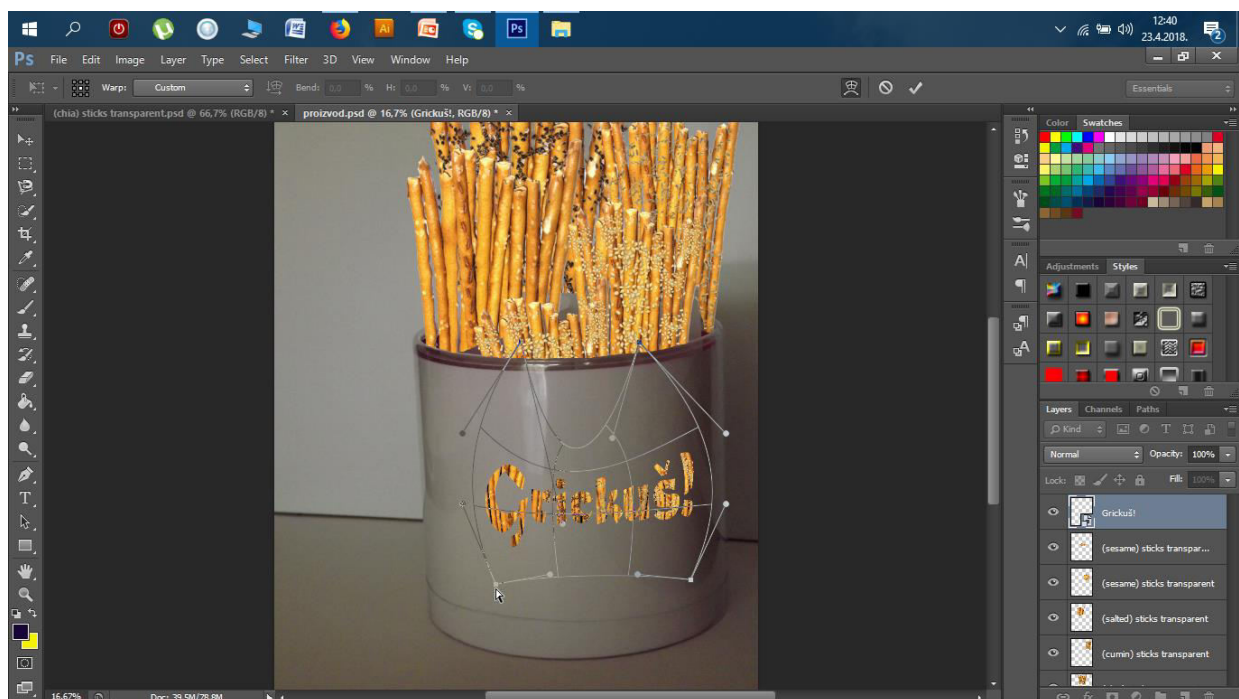 W
Ai
Ps
12:40
23.4.2018.
2
Ps File Edit Image Layer Type Select Filter 3D View Window Help
Warp: Custom Bend: 0,0 % H: 0,0 % V: 0,0 % Essentials
(chia) sticks transparent.psd @ 66,7% (RGB/8) * × proizvod.psd @ 16,7% (Grickuš!, RGB/8) * ×
Color Swatches
Adjustments Styles
Grickuš!
Layers Channels Paths
Kind
Normal Opacity: 100%
Lock: Fill: 100%
Grickuš!
(sesame) sticks transpar...
(sesame) sticks transparent
(salted) sticks transparent
(cumin) sticks transparent
16,67% Doc: 39,5M/78,8M